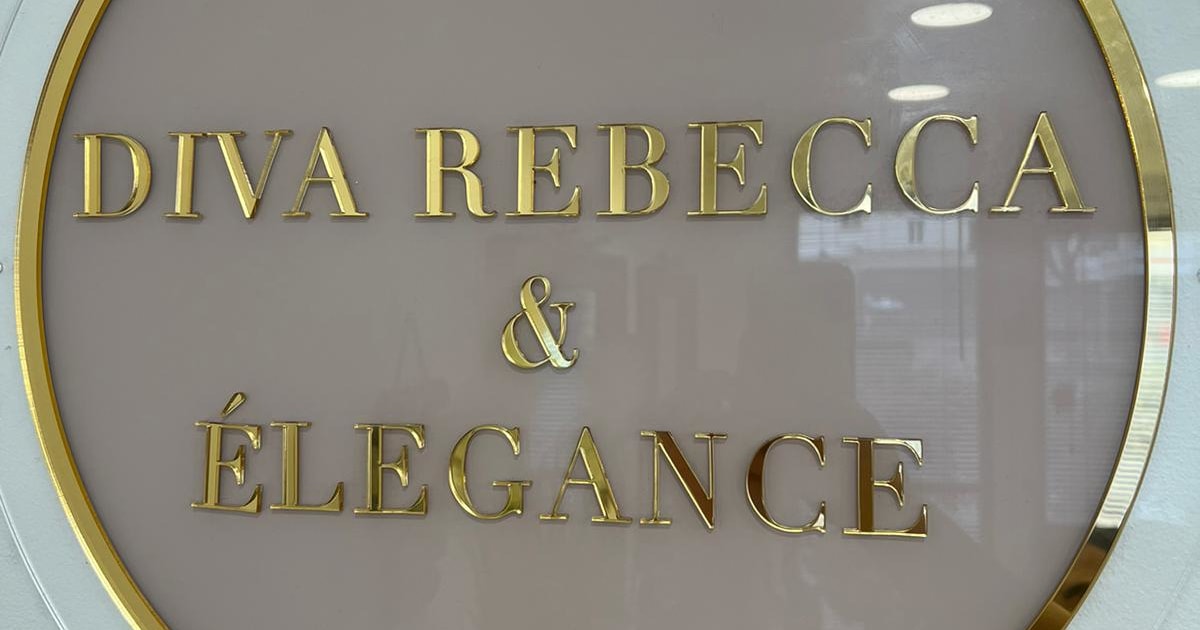 DIVA REBECCA
&
ÉLEGANCE